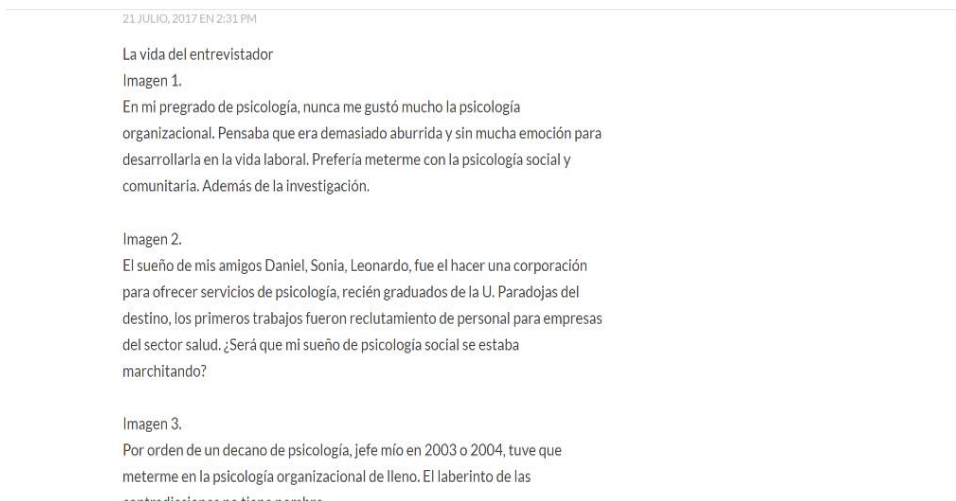 21 JULIO, 2017 EN 2:31 PM
La vida del entrevistador
Imagen 1.
En mi pregrado de psicología, nunca me gustó mucho la psicología
organizacional. Pensaba que era demasiado aburrida y sin mucha emoción para
desarrollarla en la vida laboral. Prefería meterme con la psicología social y
comunitaria. Además de la investigación.
Imagen 2.
El sueño de mis amigos Daniel, Sonia, Leonardo, fue el hacer una corporación
para ofrecer servicios de psicología, recién graduados de la U. Paradojas del
destino, los primeros trabajos fueron reclutamiento de personal para empresas
del sector salud. ¿Será que mi sueño de psicología social se estaba
marchitando?
Imagen 3.
Por orden de un decano de psicología, jefe mío en 2003 o 2004, tuve que
meterme en la psicología organizacional de lleno. El laberinto de las